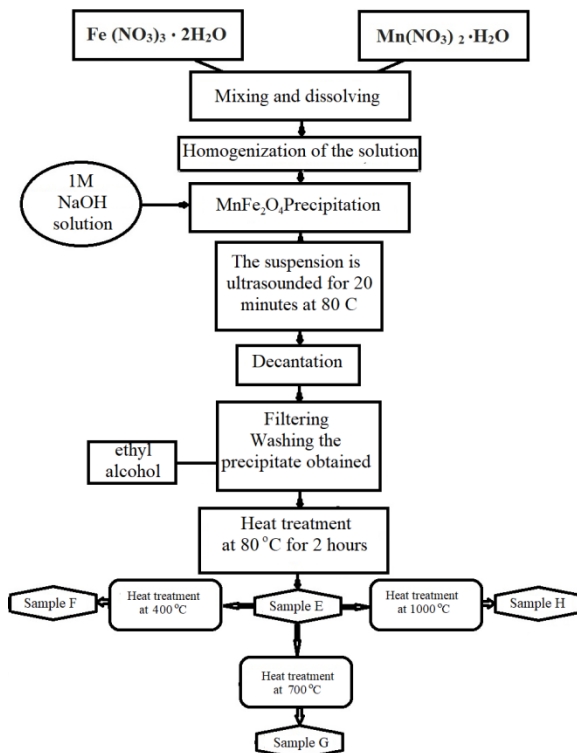 Fe (NO₃)₃ · 2H₂O
Mn(NO₃) ₂ ·H₂O
Mixing and dissolving
Homogenization of the solution
1M
NaOH
solution
MnFe₂O₄Precipitation
The suspension is
ultrasounded for 20
minutes at 80 C
Decantation
Filtering
Washing the
precipitate obtained
ethyl
alcohol
Heat treatment
at 80 °C for 2 hours
Sample F
Heat treatment
at 400 °C
Sample E
Heat treatment
at 1000 °C
Sample H
Heat treatment
at 700 °C
Sample G